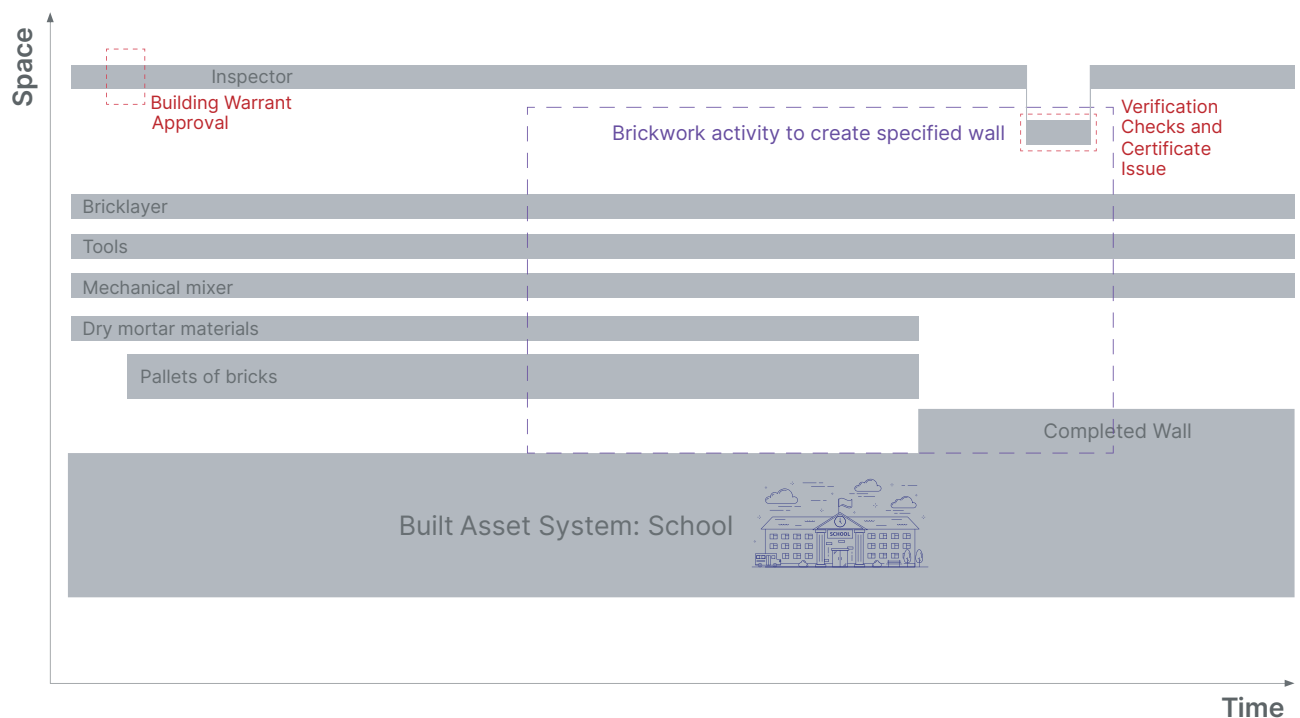 Space
Inspector
Building Warrant
Approval
Brickwork activity to create specified wall
Verification
Checks and
Certificate
Issue
Bricklayer
Tools
Mechanical mixer
Dry mortar materials
Pallets of bricks
Completed Wall
Built Asset System: School
SCHOOL
Time